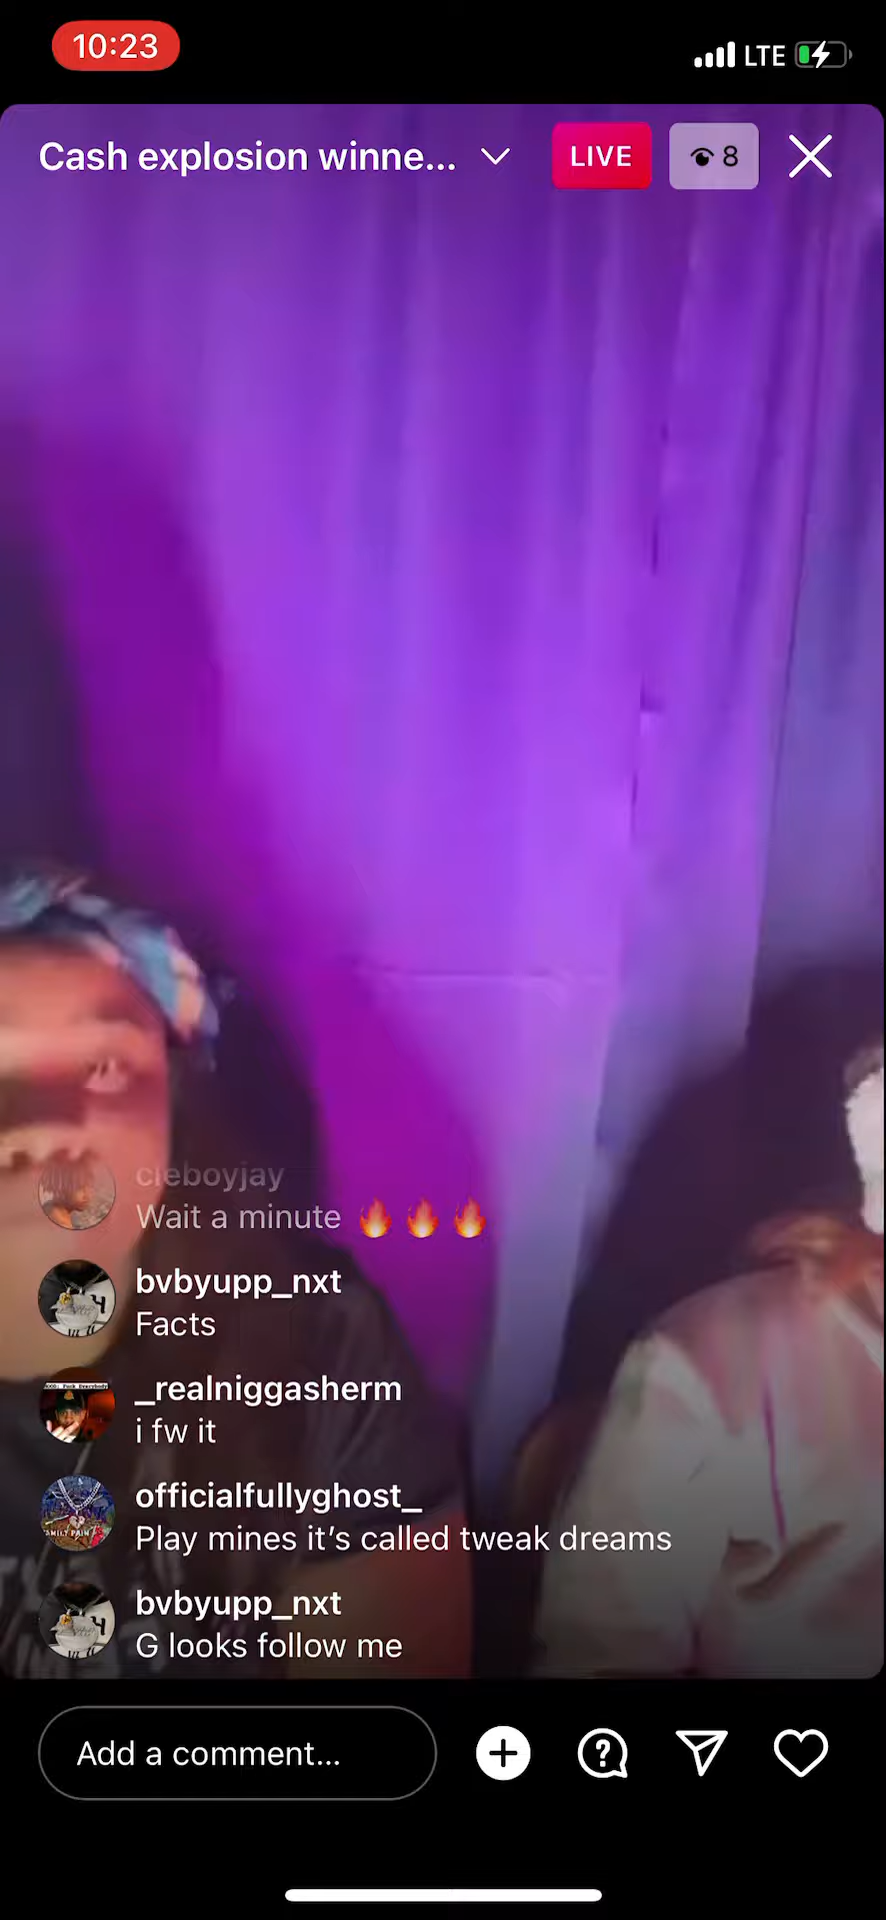 10:23
LTE
Cash explosion winne...
LIVE
8
cleboyjay
Wait a minute 🔥 🔥 🔥
bvbyupp_nxt
Facts
_realniggasherm
i fw it
officialfullyghost_
Play mines it's called tweak dreams
bvbyupp_nxt
G looks follow me
Add a comment...